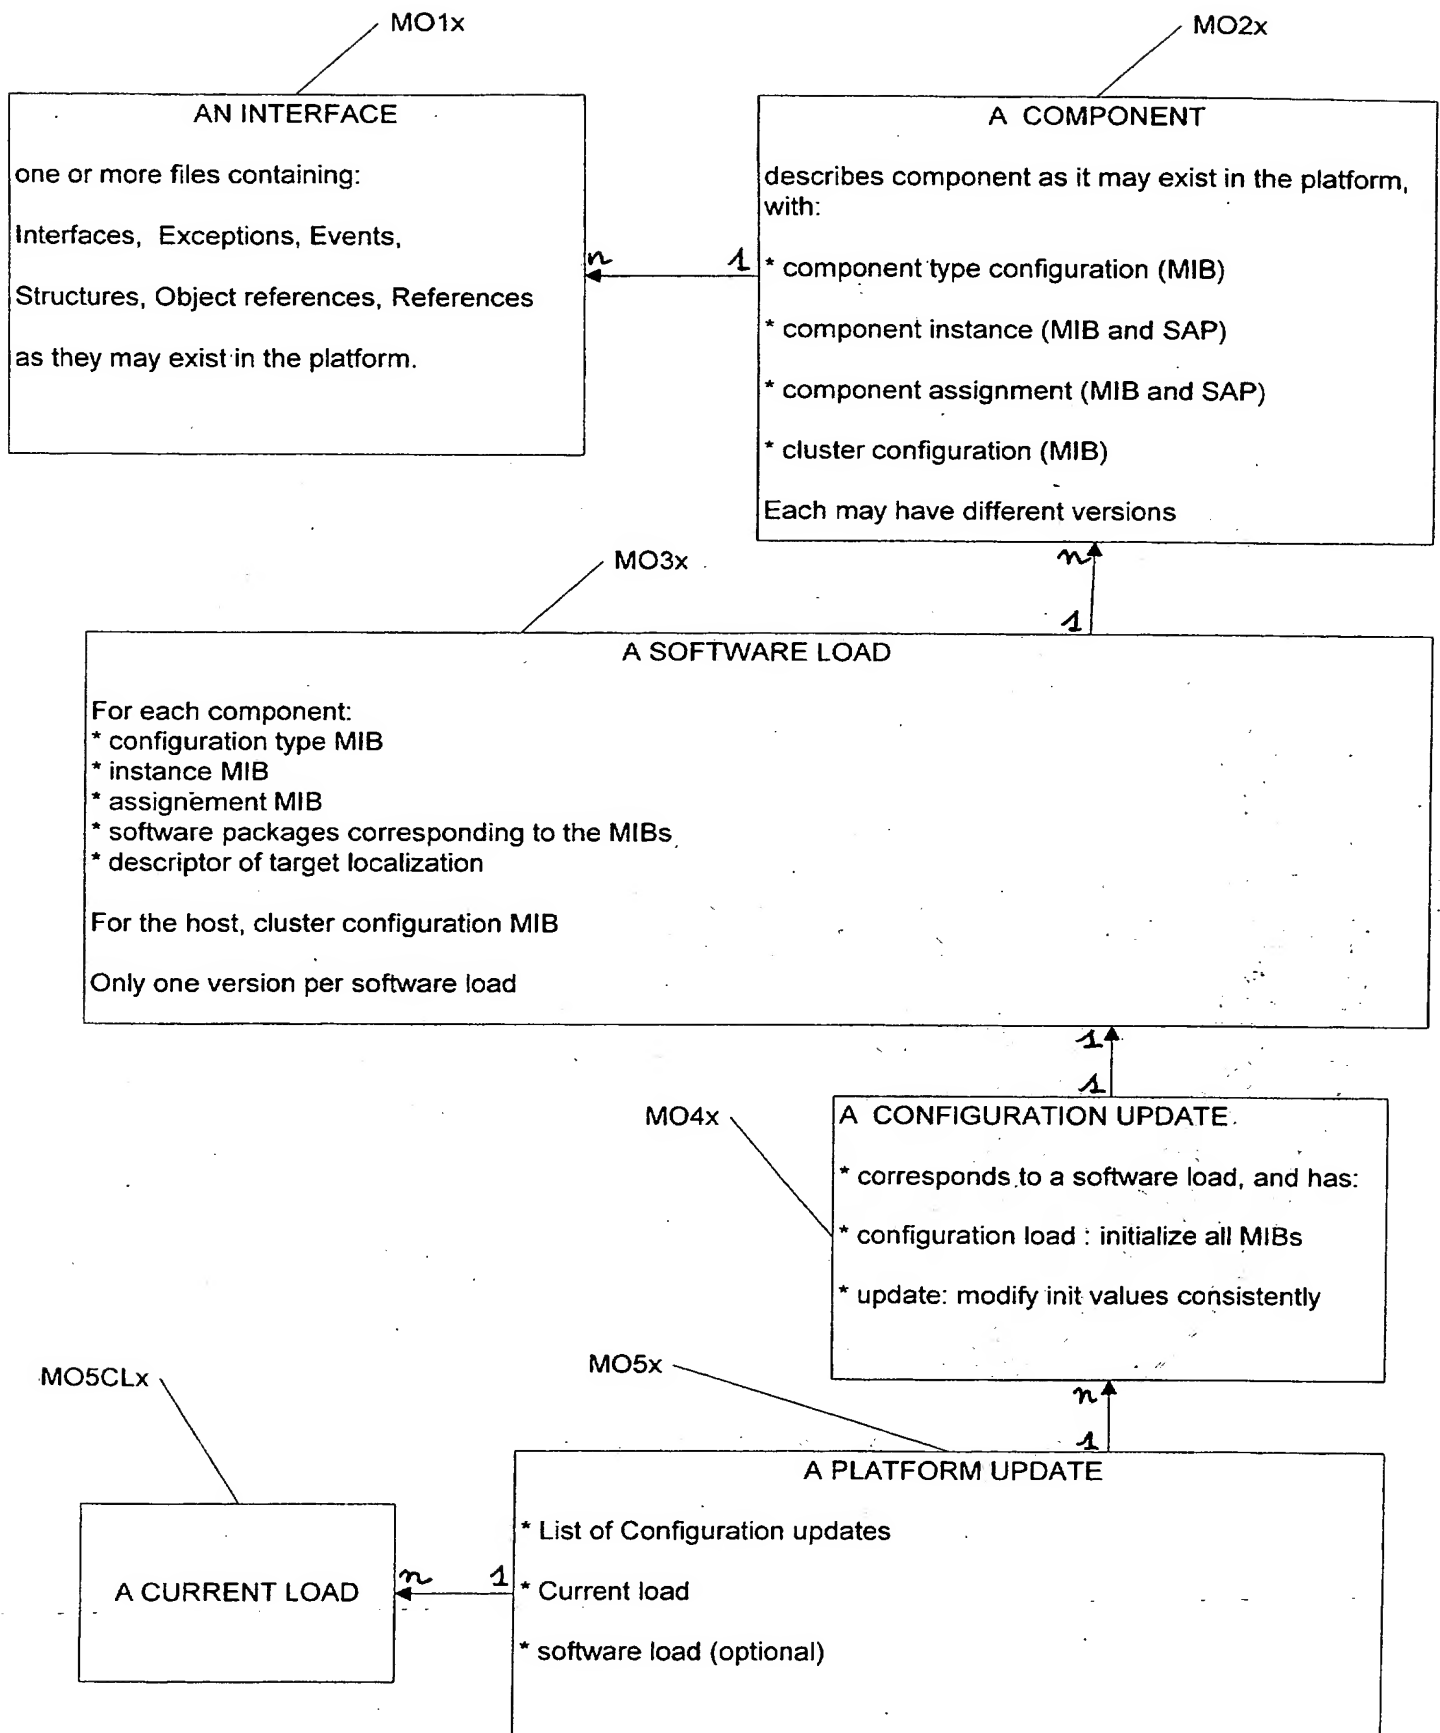 MO1x
MO2x
AN INTERFACE
one or more files containing:
Interfaces, Exceptions, Events,
Structures, Object references, References
as they may exist in the platform.
n 1
A COMPONENT
describes component as it may exist in the platform,
with:
* component type configuration (MIB)
* component instance (MIB and SAP)
* component assignment (MIB and SAP)
* cluster configuration (MIB)
Each may have different versions
n
1
MO3x
A SOFTWARE LOAD
For each component:
* configuration type MIB
* instance MIB
* assignement MIB
* software packages corresponding to the MIBs
* descriptor of target localization
For the host, cluster configuration MIB
Only one version per software load
1
1
MO4x
A CONFIGURATION UPDATE
* corresponds to a software load, and has:
* configuration load : initialize all MIBs
* update: modify init values consistently
n
1
MO5CLx
MO5x
A CURRENT LOAD
n 1
A PLATFORM UPDATE
* List of Configuration updates
* Current load
* software load (optional)